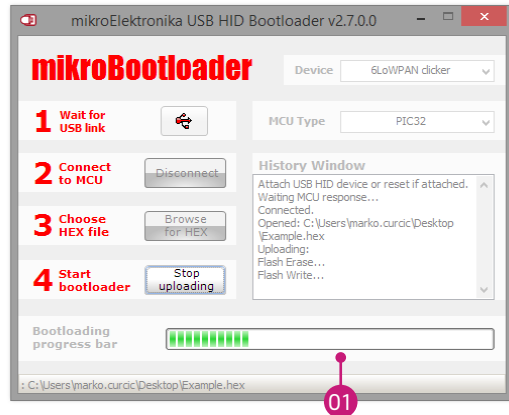 mikroElektronika USB HID Bootloader v2.7.0.0
mikroBootloader
Device
6LoWPAN clicker
1 Wait for
USB link
MCU Type
PIC32
2 Connect
to MCU
Disconnect
3 Choose
HEX file
Browse
for HEX
4 Start
bootloader
Stop
uploading
History Window
Attach USB HID device or reset if attached.
Waiting MCU response...
Connected.
Opened: C:\Users\marko.curcic\Desktop
\Example.hex
Uploading:
Flash Erase...
Flash Write...
Bootloading
progress bar
01
: C:\Users\marko.curcic\Desktop\Example.hex